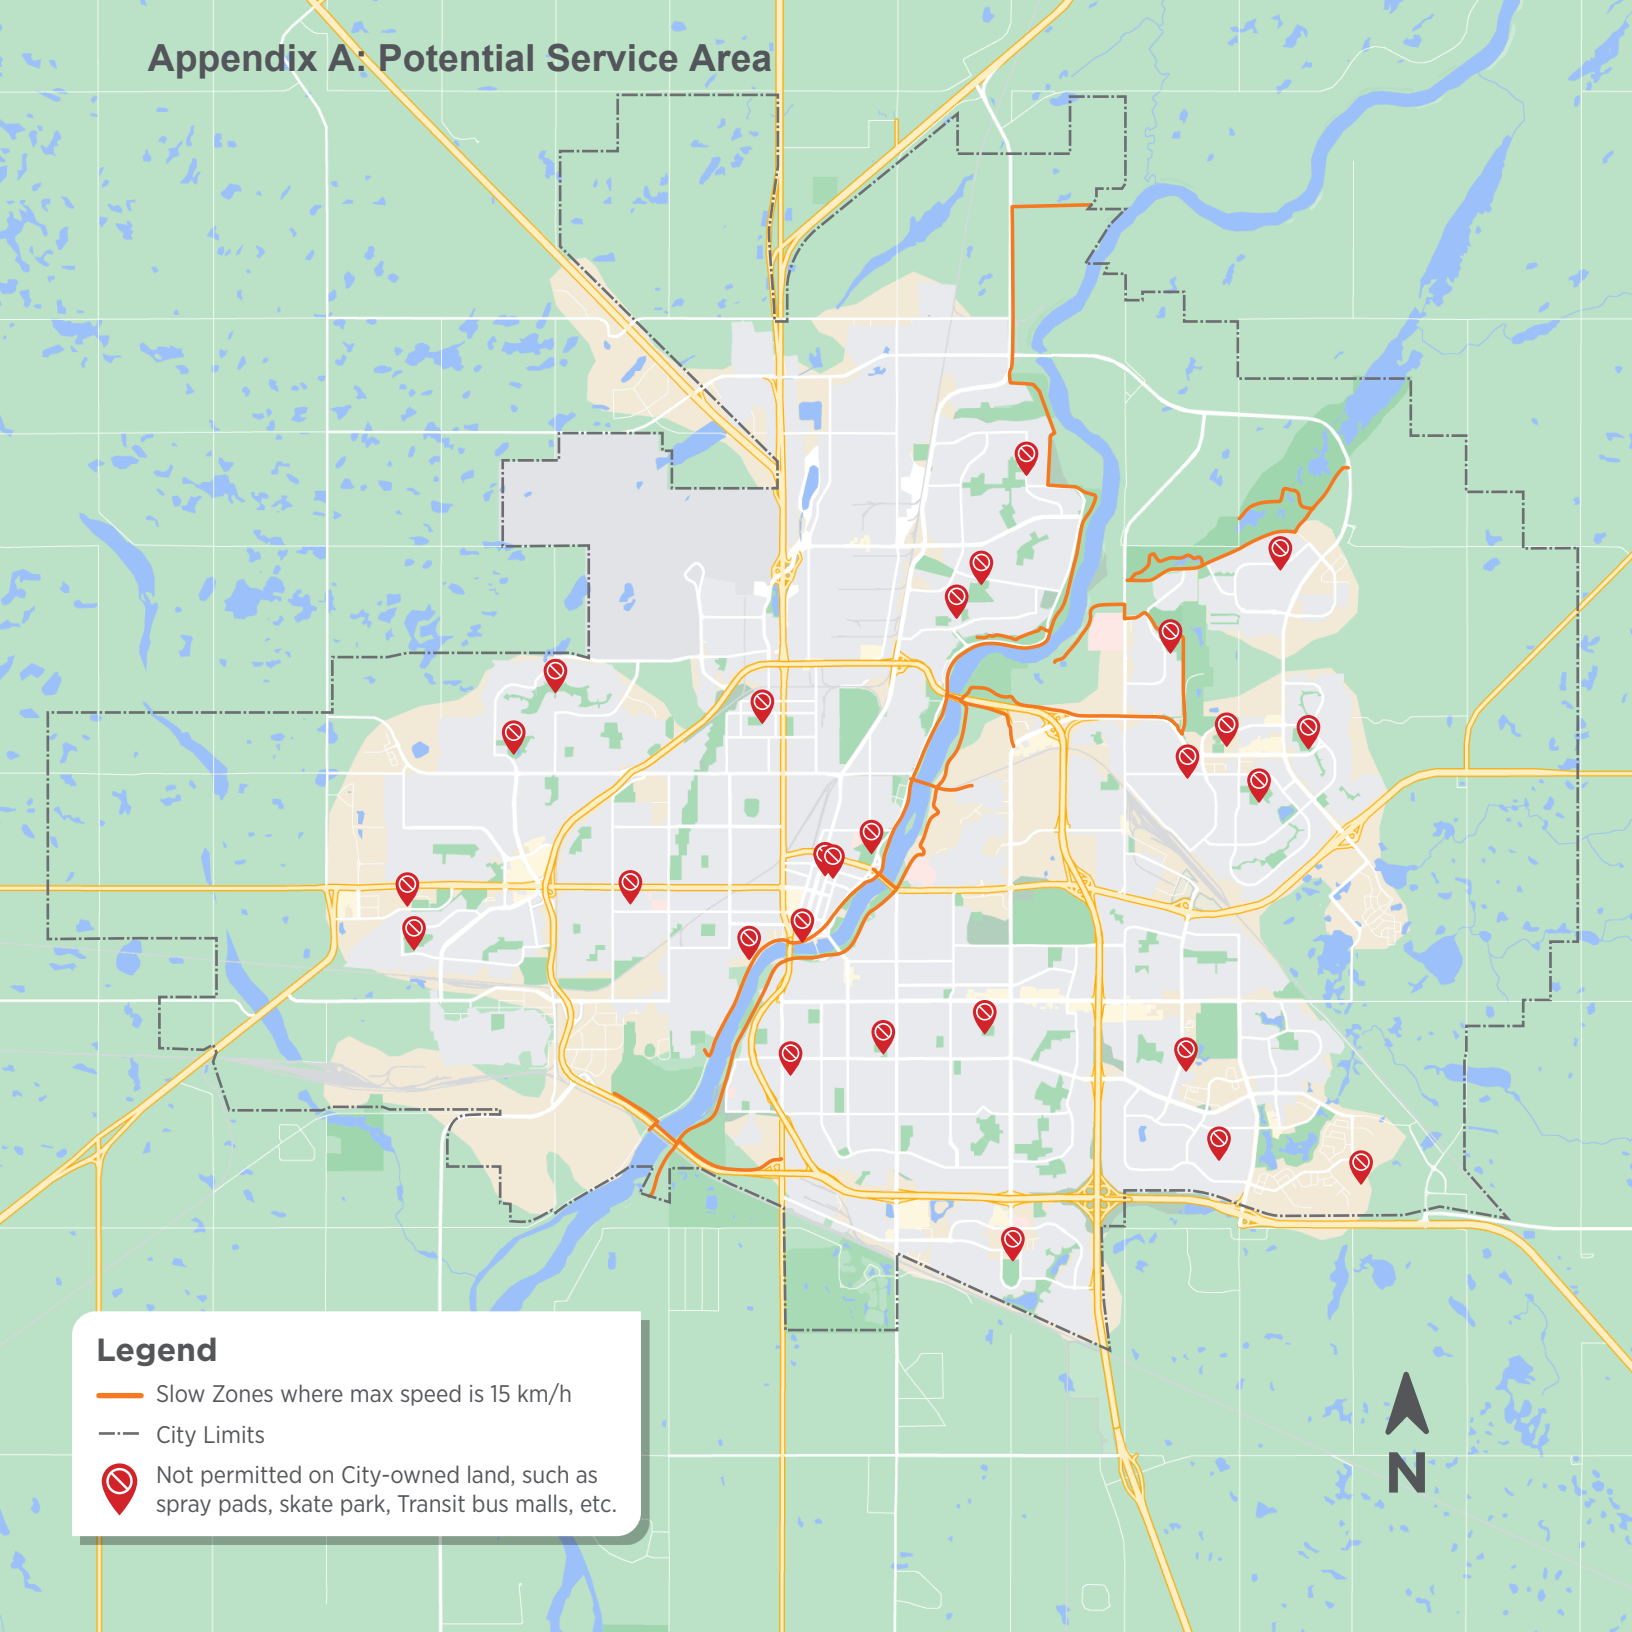 Appendix A: Potential Service Area
Legend
Slow Zones where max speed is 15 km/h
City Limits
Not permitted on City-owned land, such as
spray pads, skate park, Transit bus malls, etc.
N